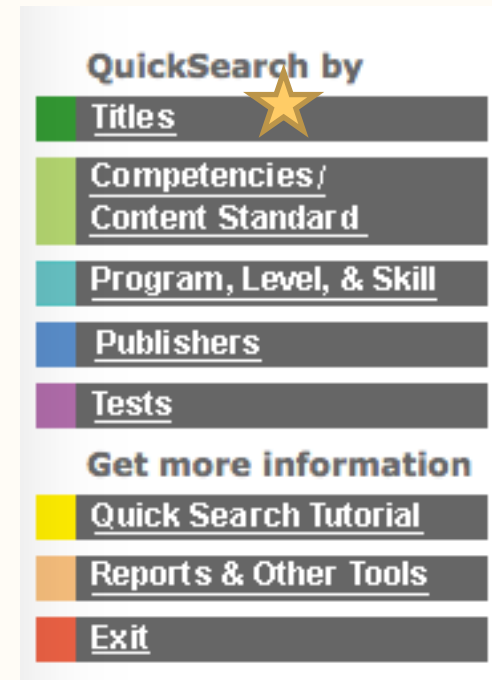 QuickSearch by
Titles
Competencies/
Content Standard
Program, Level, & Skill
Publishers
Tests
Get more information
Quick Search Tutorial
Reports & Other Tools
Exit